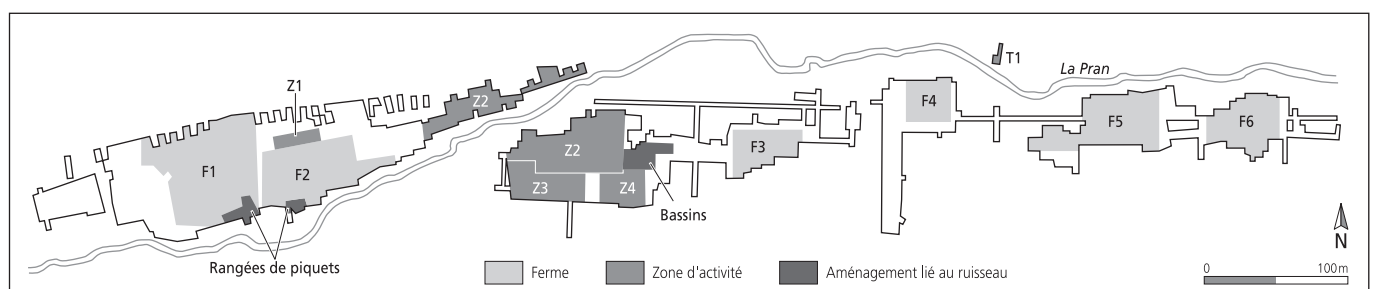 T1
La Pran
Z1
Z2
F4
F5
F6
F1
F2
Z2
F3
Z3
Z4
Bassins
Rangées de piquets
N
Ferme
Zone d'activité
Aménagement lié au ruisseau
0
100 m